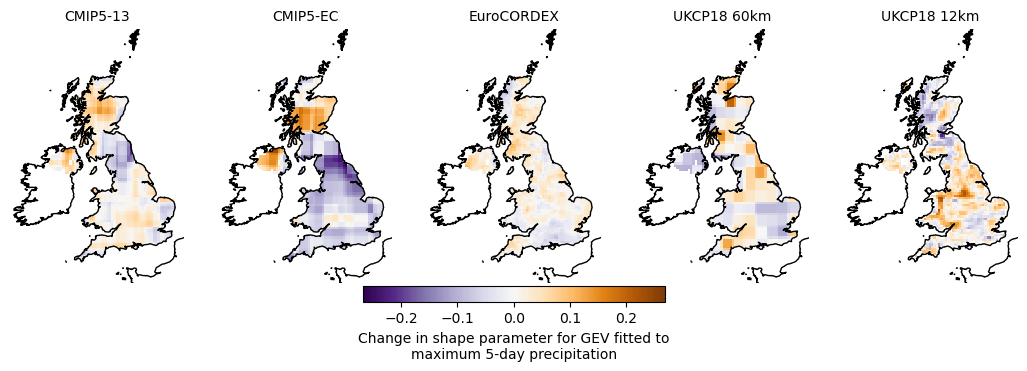 CMIP5-13
CMIP5-EC
EuroCORDEX
UKCP18 60km
UKCP18 12km
−0.2
−0.1
0.0
0.1
0.2
Change in shape parameter for GEV fitted to
maximum 5-day precipitation